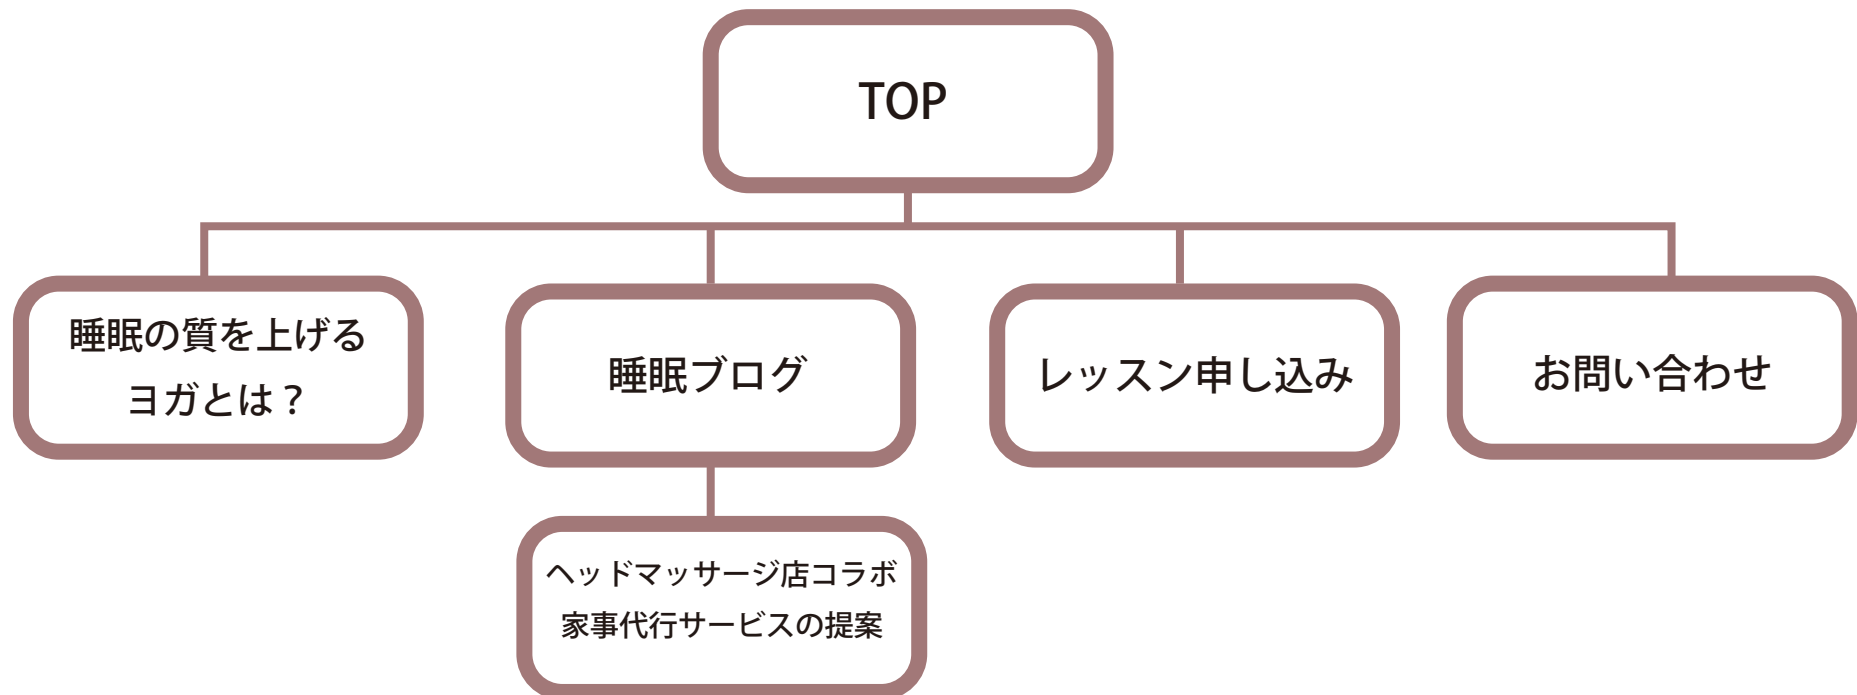 TOP
睡眠の質を上げる
ヨガとは？
睡眠ブログ
レッスン申し込み
お問い合わせ
ヘッドマッサージ店コラボ
家事代行サービスの提案